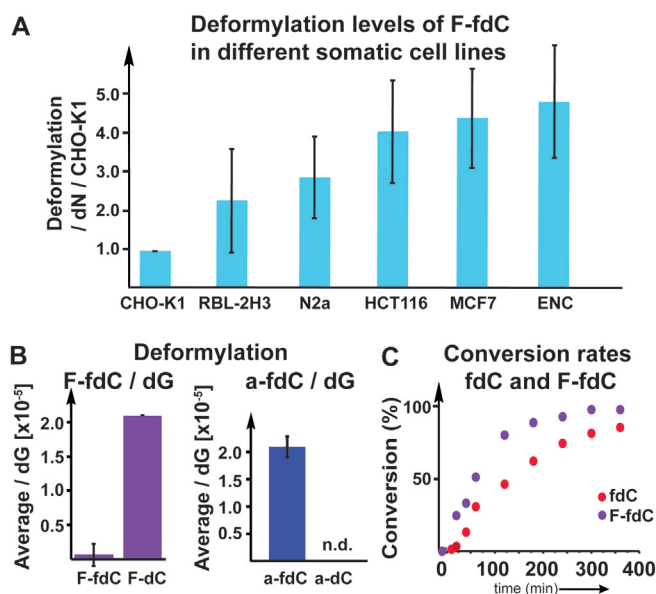 A
Deformylation levels of F-fdC
in different somatic cell lines
Deformylation
/ dN / CHO-K1
5.0
4.0
3.0
2.0
1.0
CHO-K1 RBL-2H3 N2a HCT116 MCF7 ENC
B
Deformylation
F-fdC / dG
a-fdC / dG
Average / dG [x10-5]
2.0
1.5
1.0
0.5
F-fdC F-dC
Average / dG [x10-5]
2.0
1.5
1.0
0.5
n.d.
a-fdC a-dC
C
Conversion rates
fdC and F-fdC
Conversion (%)
100
50
fdC
F-fdC
0 100 200 300 400
time (min)